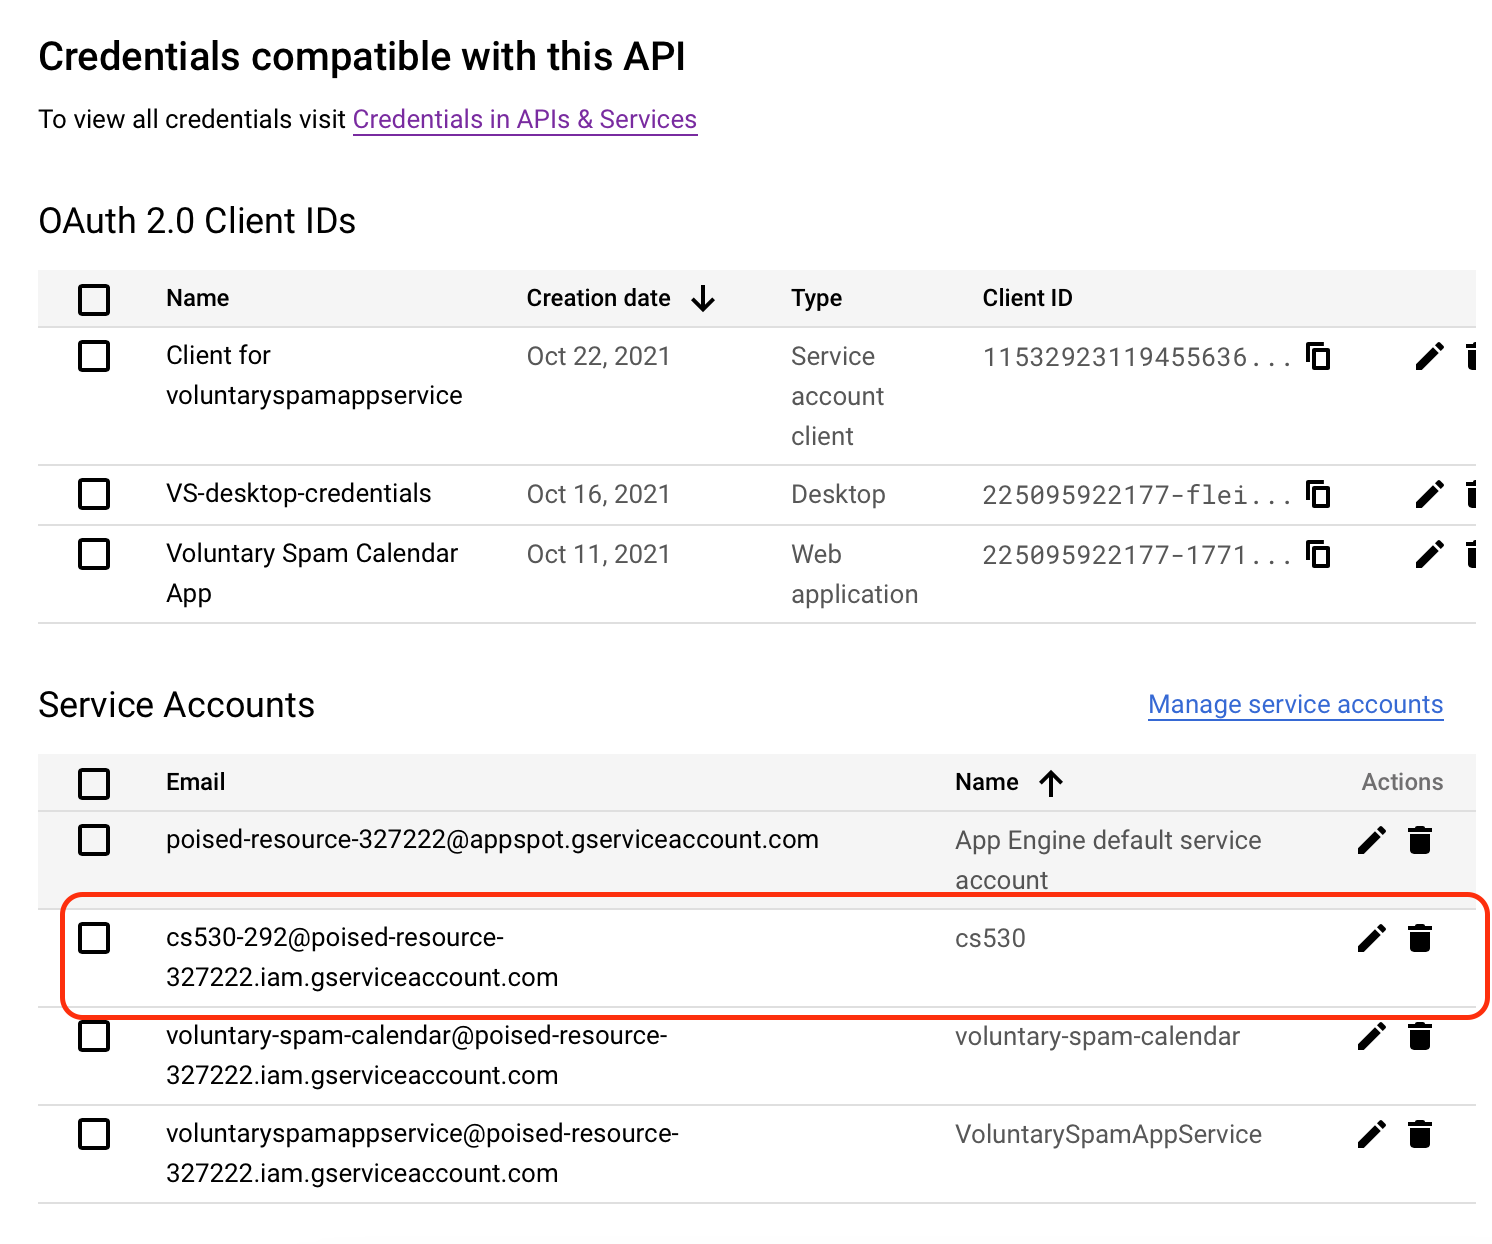 Credentials compatible with this API
To view all credentials visit Credentials in APIs & Services
OAuth 2.0 Client IDs
Name Creation date Type Client ID
Client for Oct 22, 2021 Service 11532923119455636...
voluntaryspamappservice account
client
VS-desktop-credentials Oct 16, 2021 Desktop 225095922177-flei...
Voluntary Spam Calendar Oct 11, 2021 Web 225095922177-1771...
App application
Service Accounts Manage service accounts
Email Name Actions
poised-resource-327222@appspot.gserviceaccount.com App Engine default service
account
cs530-292@poised-resource- cs530
327222.iam.gserviceaccount.com
voluntary-spam-calendar@poised-resource- voluntary-spam-calendar
327222.iam.gserviceaccount.com
voluntaryspamappservice@poised-resource- VoluntarySpamAppService
327222.iam.gserviceaccount.com